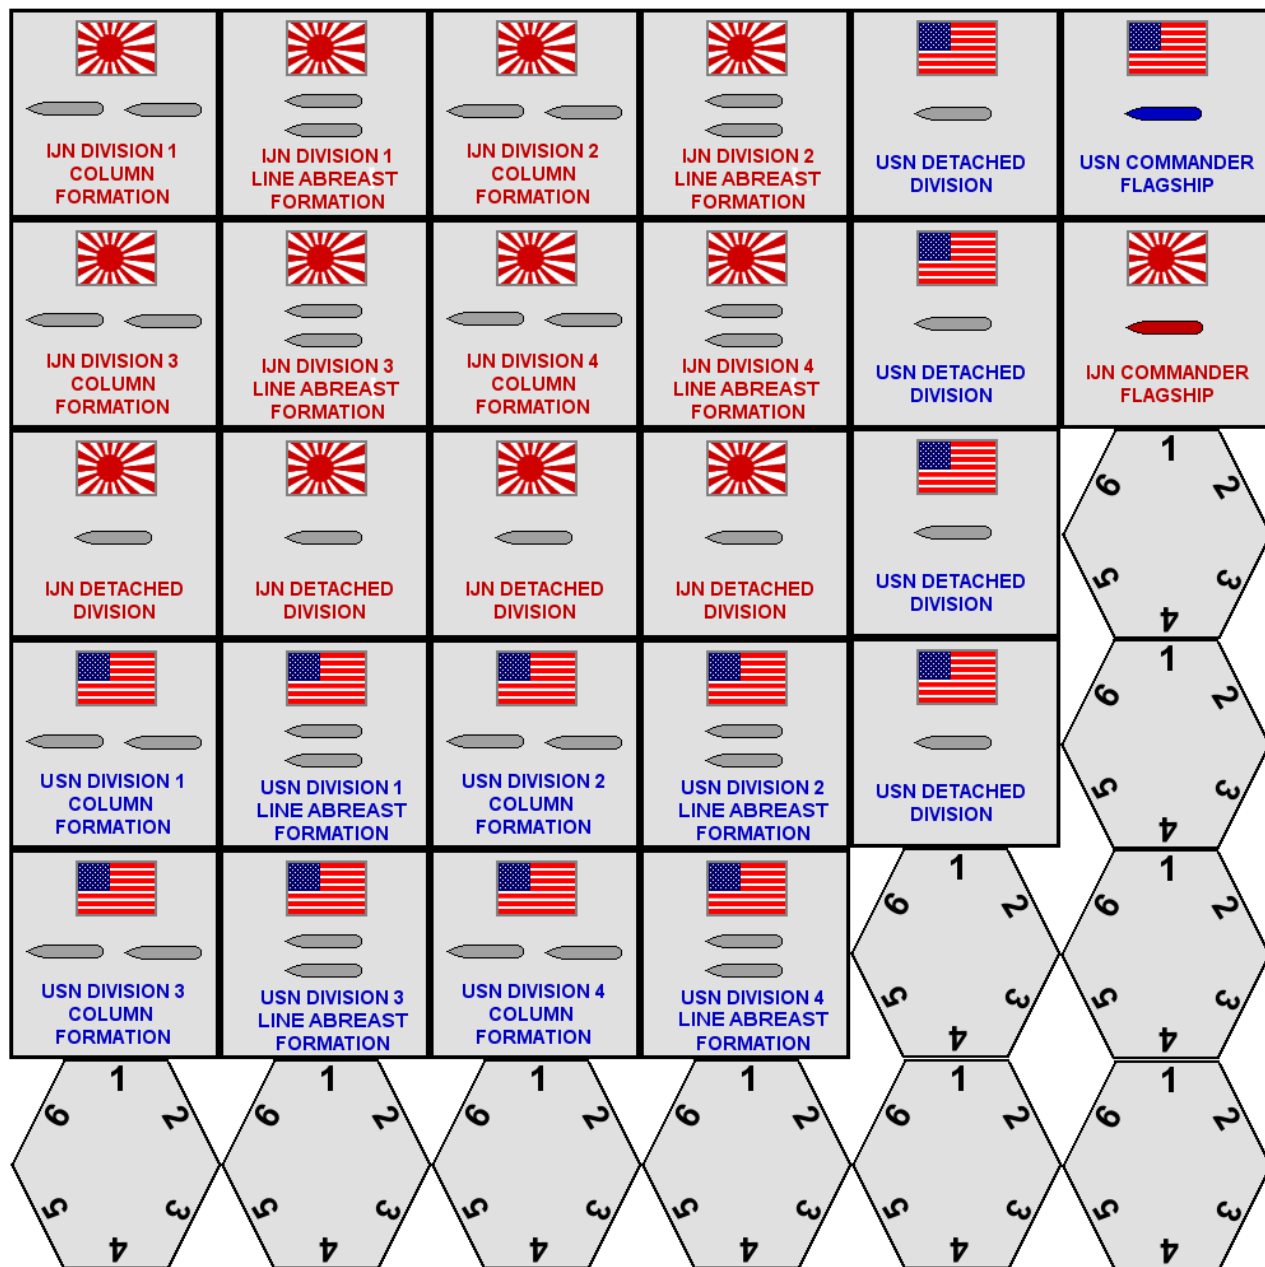 IJN DIVISION 1
COLUMN
FORMATION
IJN DIVISION 1
LINE ABREAST
FORMATION
IJN DIVISION 2
COLUMN
FORMATION
IJN DIVISION 2
LINE ABREAST
FORMATION
USN DETACHED
DIVISION
USN COMMANDER
FLAGSHIP
IJN DIVISION 3
COLUMN
FORMATION
IJN DIVISION 3
LINE ABREAST
FORMATION
IJN DIVISION 4
COLUMN
FORMATION
IJN DIVISION 4
LINE ABREAST
FORMATION
USN DETACHED
DIVISION
IJN COMMANDER
FLAGSHIP
IJN DETACHED
DIVISION
IJN DETACHED
DIVISION
IJN DETACHED
DIVISION
IJN DETACHED
DIVISION
USN DETACHED
DIVISION
1
2
3
4
5
6
USN DIVISION 1
COLUMN
FORMATION
USN DIVISION 1
LINE ABREAST
FORMATION
USN DIVISION 2
COLUMN
FORMATION
USN DIVISION 2
LINE ABREAST
FORMATION
USN DETACHED
DIVISION
1
2
3
4
5
6
USN DIVISION 3
COLUMN
FORMATION
USN DIVISION 3
LINE ABREAST
FORMATION
USN DIVISION 4
COLUMN
FORMATION
USN DIVISION 4
LINE ABREAST
FORMATION
1
2
3
4
5
6
1
2
3
4
5
6
1
2
3
4
5
6
1
2
3
4
5
6
1
2
3
4
5
6
1
2
3
4
5
6
1
2
3
4
5
6
1
2
3
4
5
6